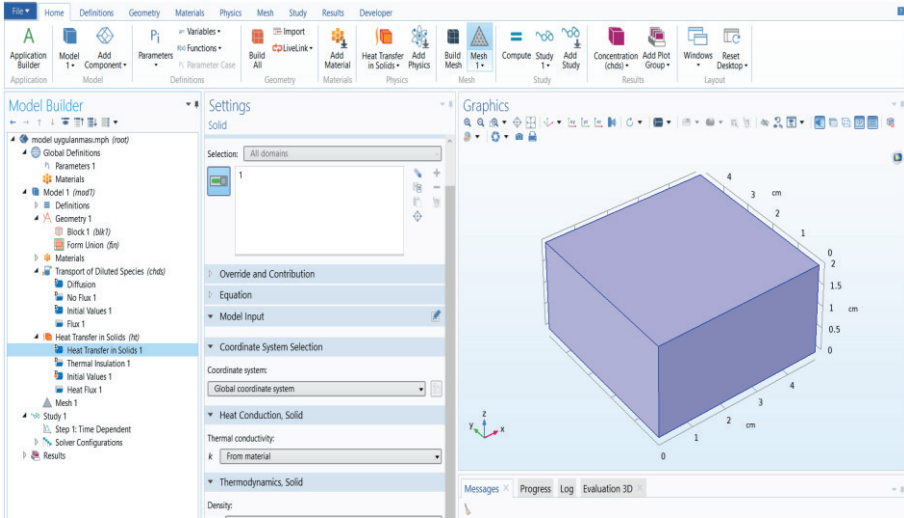 File Home Definitions Geometry Materials Physics Mesh Study Results Developer
Application Builder
Model 1
Add Component
Pi Parameters
a= Variables
f(x) Functions
Pi Parameter Case
Build All
Import
LiveLink
Add Material
Heat Transfer in Solids
Add Physics
Build Mesh
Mesh 1
Compute
Study 1
Add Study
Concentration (chds)
Add Plot Group
Windows
Reset Desktop
Application Model Definitions Geometry Materials Physics Mesh Study Results Layout
Model Builder
model uygulanması.mph (root)
Global Definitions
Pi Parameters 1
Materials
Model 1 (mod1)
Definitions
Geometry 1
Block 1 (blk1)
Form Union (fin)
Materials
Transport of Diluted Species (chds)
Diffusion
No Flux 1
Initial Values 1
Flux 1
Heat Transfer in Solids (ht)
Heat Transfer in Solids 1
Thermal Insulation 1
Initial Values 1
Heat Flux 1
Mesh 1
Study 1
Step 1: Time Dependent
Solver Configurations
Results
Settings
Solid
Selection: All domains
1
Override and Contribution
Equation
Model Input
Coordinate System Selection
Coordinate system:
Global coordinate system
Heat Conduction, Solid
Thermal conductivity:
k From material
Thermodynamics, Solid
Density:
Graphics
4
3 cm
2
1
0
2
1.5
1 cm
0.5
0
4
3
2 cm
1
0
z
y x
Messages Progress Log Evaluation 3D